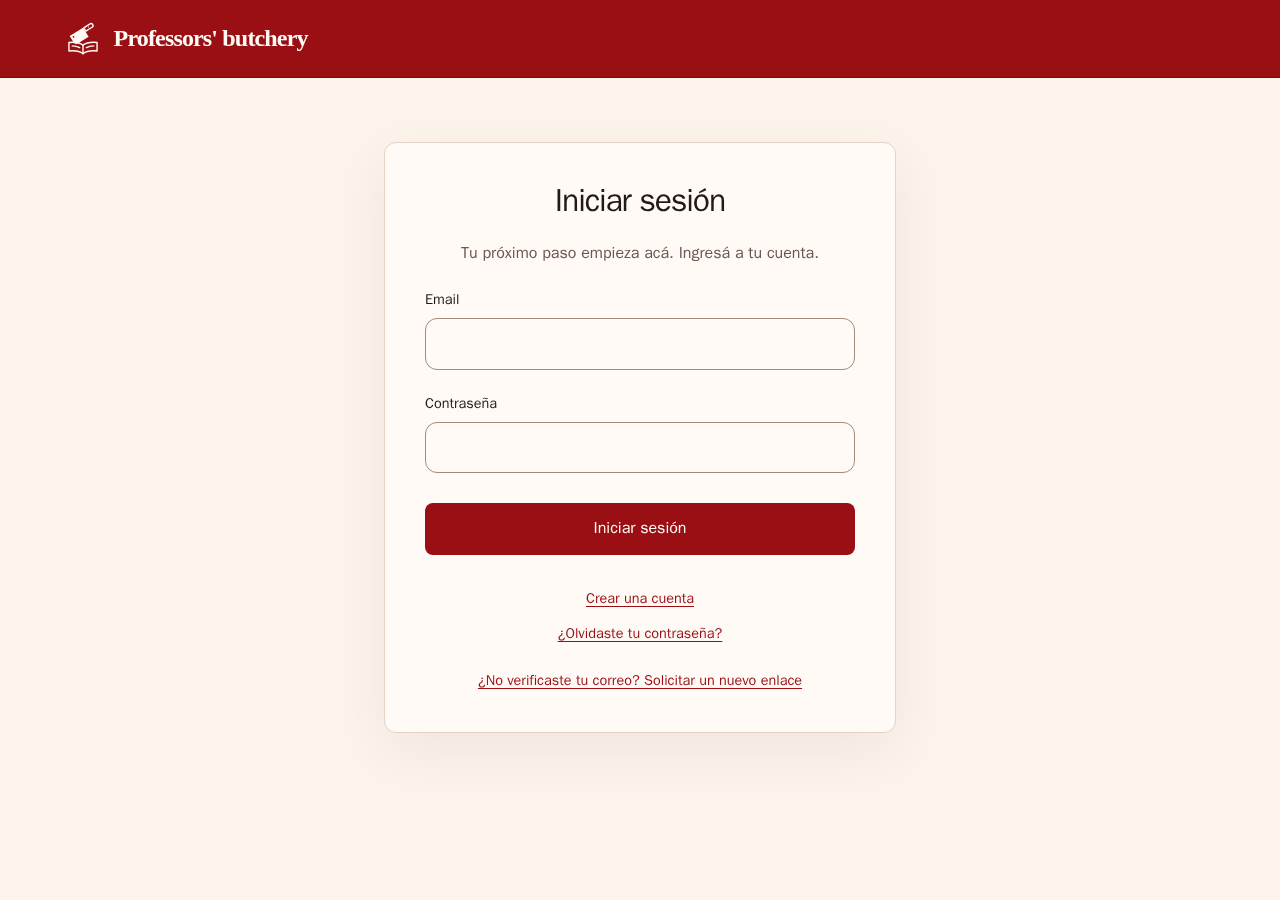 Professors' butchery
Iniciar sesión
Tu próximo paso empieza acá. Ingresá a tu cuenta.
Email
Contraseña
Iniciar sesión
Crear una cuenta
¿Olvidaste tu contraseña?
¿No verificaste tu correo? Solicitar un nuevo enlace